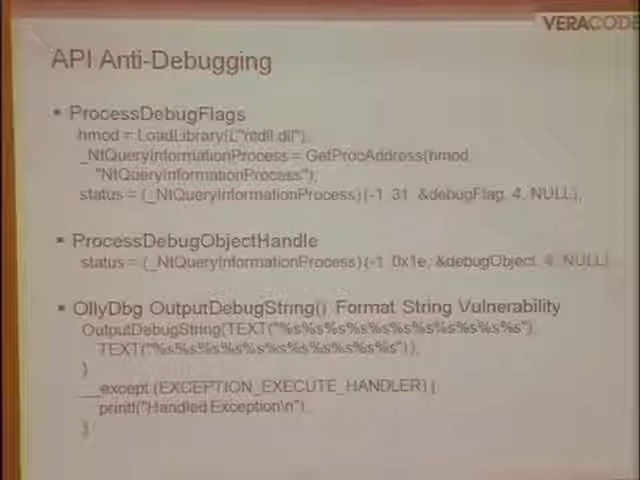 VERACODE
API Anti-Debugging
▪ ProcessDebugFlags
hmod = LoadLibrary(L"ntdll.dll");
_NtQueryInformationProcess = GetProcAddress(hmod,
"NtQueryInformationProcess");
status = (_NtQueryInformationProcess)(-1, 31, &debugFlag, 4, NULL);
▪ ProcessDebugObjectHandle
status = (_NtQueryInformationProcess)(-1, 0x1e, &debugObject, 4, NULL)
▪ OllyDbg OutputDebugString() Format String Vulnerability
OutputDebugString(TEXT("%s%s%s%s%s%s%s%s%s%s%s"),
TEXT("%s%s%s%s%s%s%s%s%s%s%s"));
}
__except (EXCEPTION_EXECUTE_HANDLER) {
printf("Handled Exception\n");
}